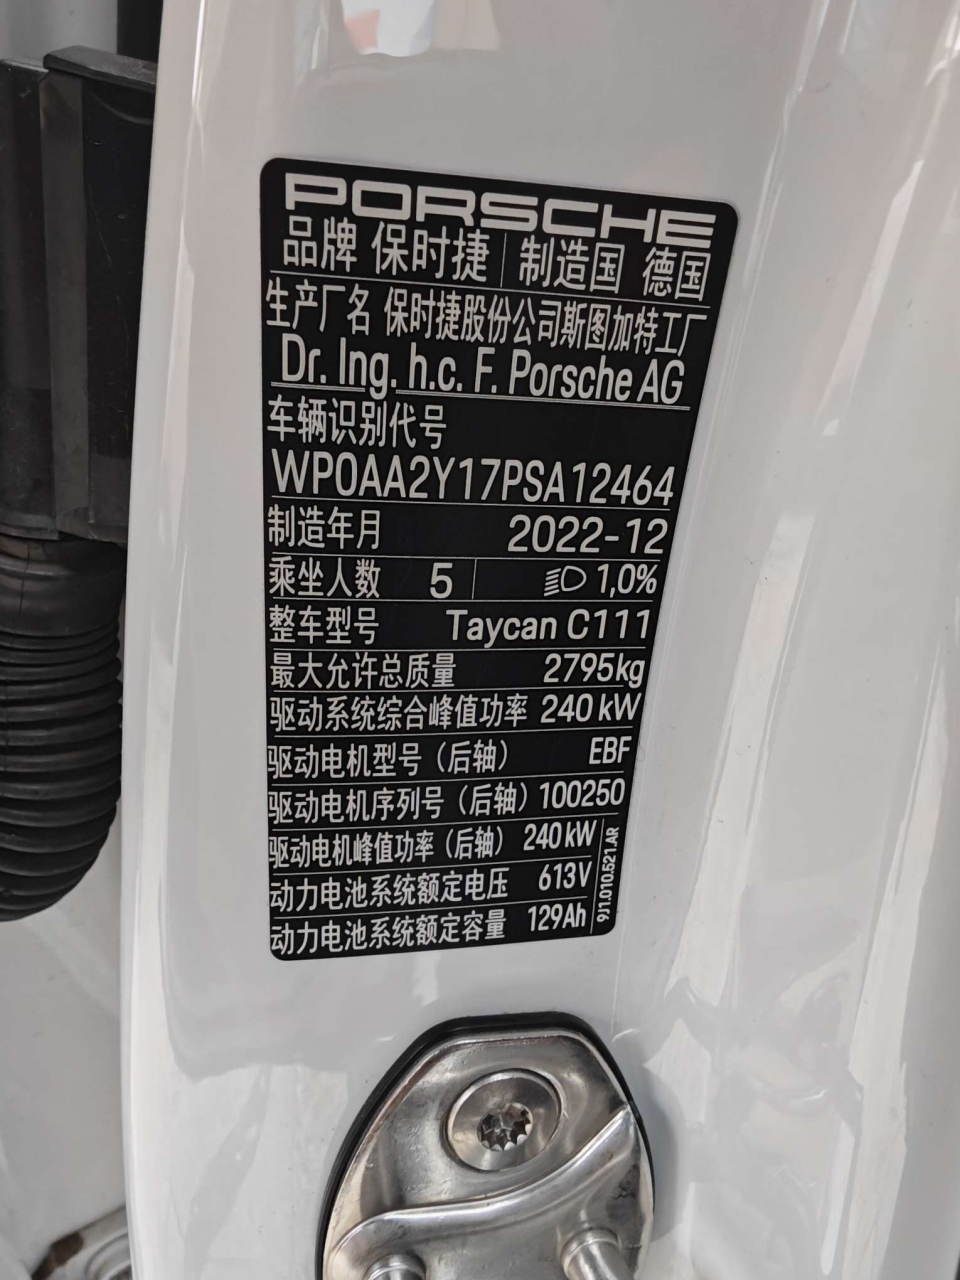 PORSCHE
品牌 保时捷 制造国 德国
生产厂名 保时捷股份公司斯图加特工厂
Dr. Ing. h.c. F. Porsche AG
车辆识别代号
WP0AA2Y17PSA12464
制造年月 2022-12
乘坐人数 5 1,0%
整车型号 Taycan C111
最大允许总质量 2795kg
驱动系统综合峰值功率 240 kW
驱动电机型号（后轴） EBF
驱动电机序列号（后轴）100250
驱动电机峰值功率（后轴） 240 kW
动力电池系统额定电压 613V
动力电池系统额定容量 129Ah
9J1.010.521.AR